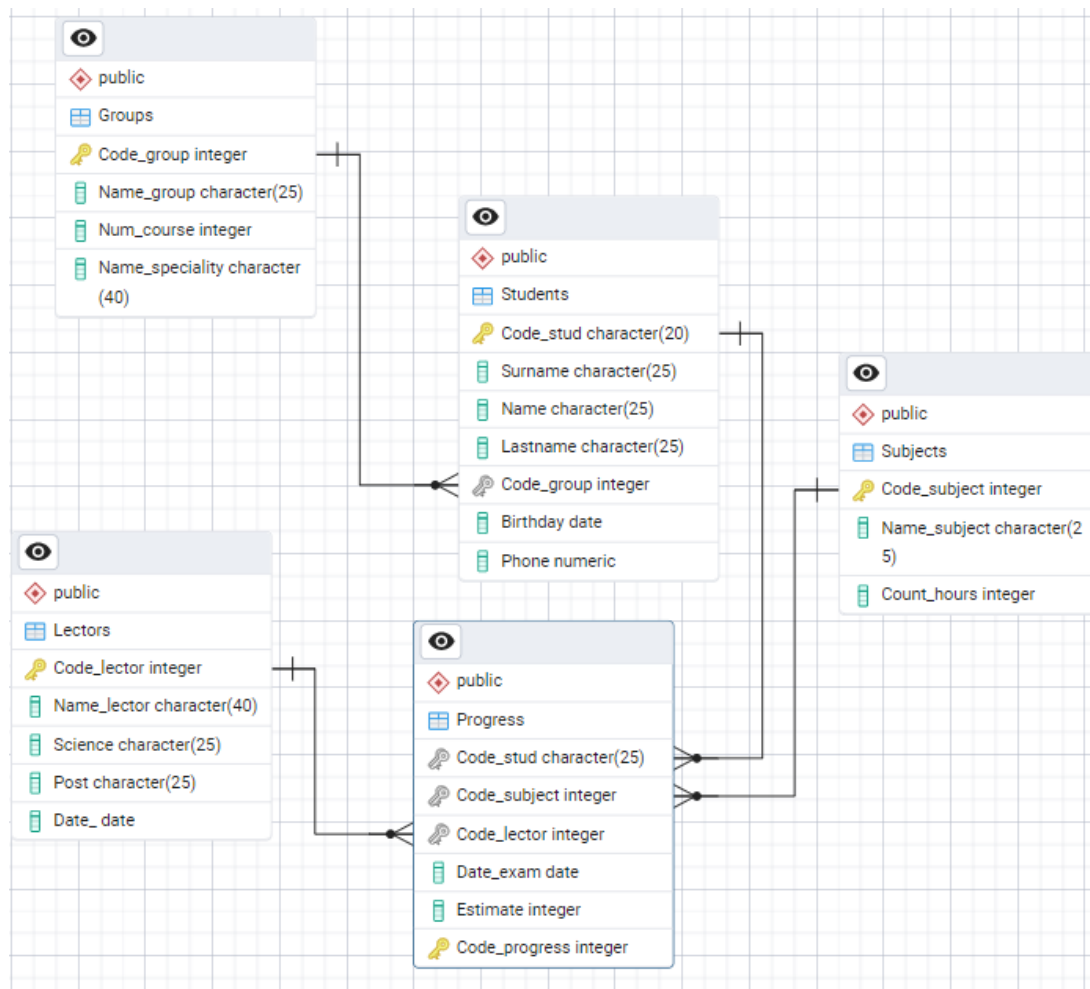 public
Groups
Code_group integer
Name_group character(25)
Num_course integer
Name_speciality character
(40)
public
Students
Code_stud character(20)
Surname character(25)
Name character(25)
Lastname character(25)
Code_group integer
Birthday date
Phone numeric
public
Subjects
Code_subject integer
Name_subject character(2
5)
Count_hours integer
public
Lectors
Code_lector integer
Name_lector character(40)
Science character(25)
Post character(25)
Date_ date
public
Progress
Code_stud character(25)
Code_subject integer
Code_lector integer
Date_exam date
Estimate integer
Code_progress integer